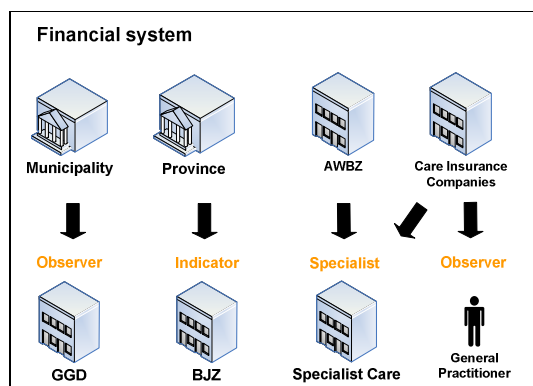 Financial system
Municipality
Province
AWBZ
Care Insurance
Companies
Observer
Indicator
Specialist
Observer
GGD
BJZ
Specialist Care
General
Practitioner